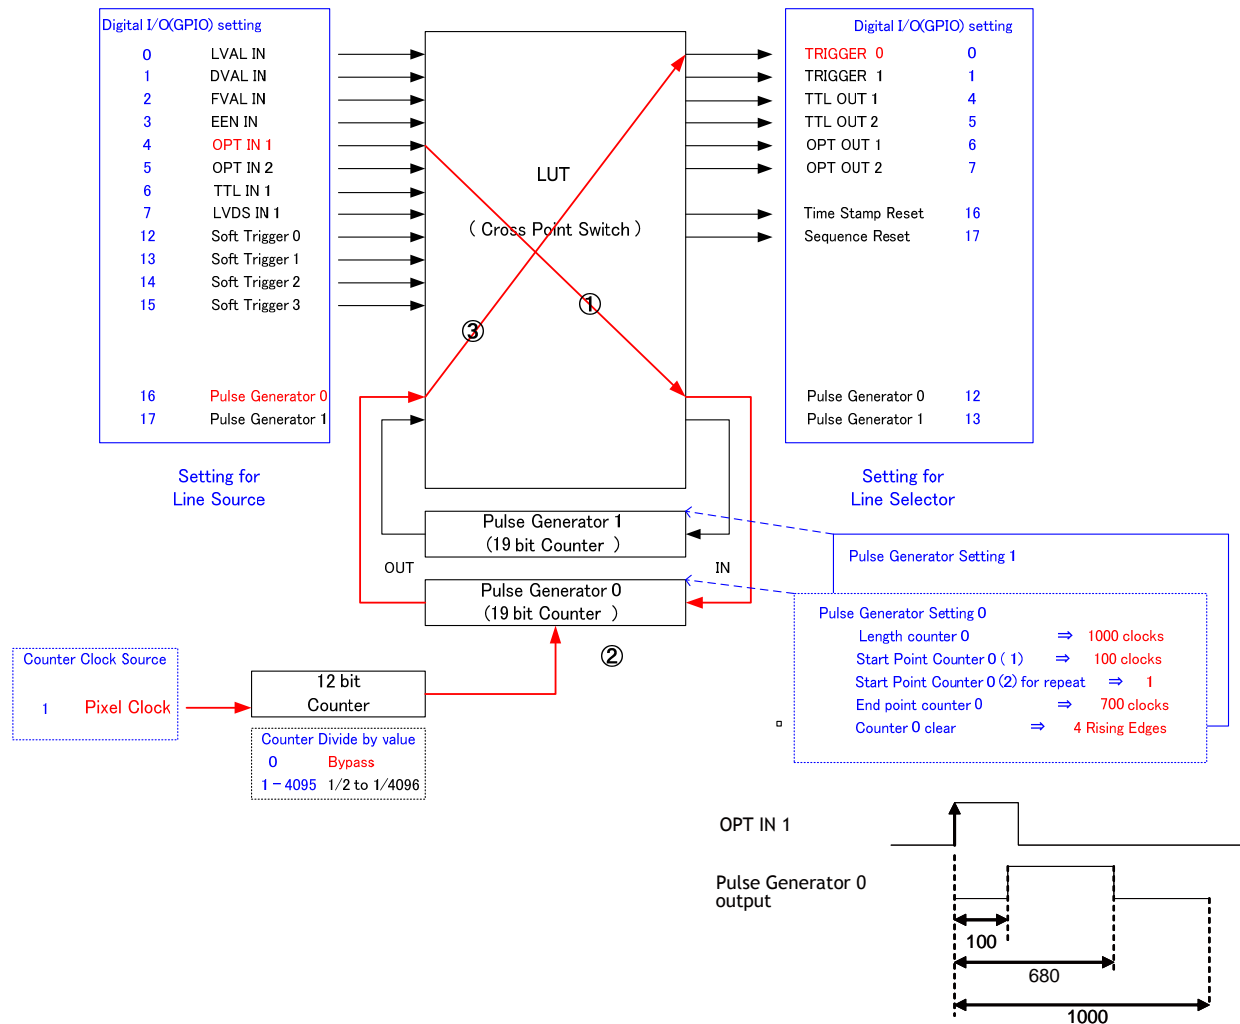 Digital I/O(GPIO) setting
0 LVAL IN
1 DVAL IN
2 FVAL IN
3 EEN IN
4 OPT IN 1
5 OPT IN 2
6 TTL IN 1
7 LVDS IN 1
12 Soft Trigger 0
13 Soft Trigger 1
14 Soft Trigger 2
15 Soft Trigger 3
16 Pulse Generator 0
17 Pulse Generator 1
Setting for
Line Source
LUT
( Cross Point Switch )
①
③
Digital I/O(GPIO) setting
TRIGGER 0 0
TRIGGER 1 1
TTL OUT 1 4
TTL OUT 2 5
OPT OUT 1 6
OPT OUT 2 7
Time Stamp Reset 16
Sequence Reset 17
Pulse Generator 0 12
Pulse Generator 1 13
Setting for
Line Selector
Pulse Generator 1
(19 bit Counter )
OUT
IN
Pulse Generator 0
(19 bit Counter )
②
Pulse Generator Setting 1
Pulse Generator Setting 0
Length counter 0 ⇒ 1000 clocks
Start Point Counter 0 ( 1) ⇒ 100 clocks
Start Point Counter 0 (2) for repeat ⇒ 1
End point counter 0 ⇒ 700 clocks
Counter 0 clear ⇒ 4 Rising Edges
Counter Clock Source
1 Pixel Clock
12 bit
Counter
Counter Divide by value
0 Bypass
1 - 4095 1/2 to 1/4096
OPT IN 1
Pulse Generator 0
output
100
680
1000